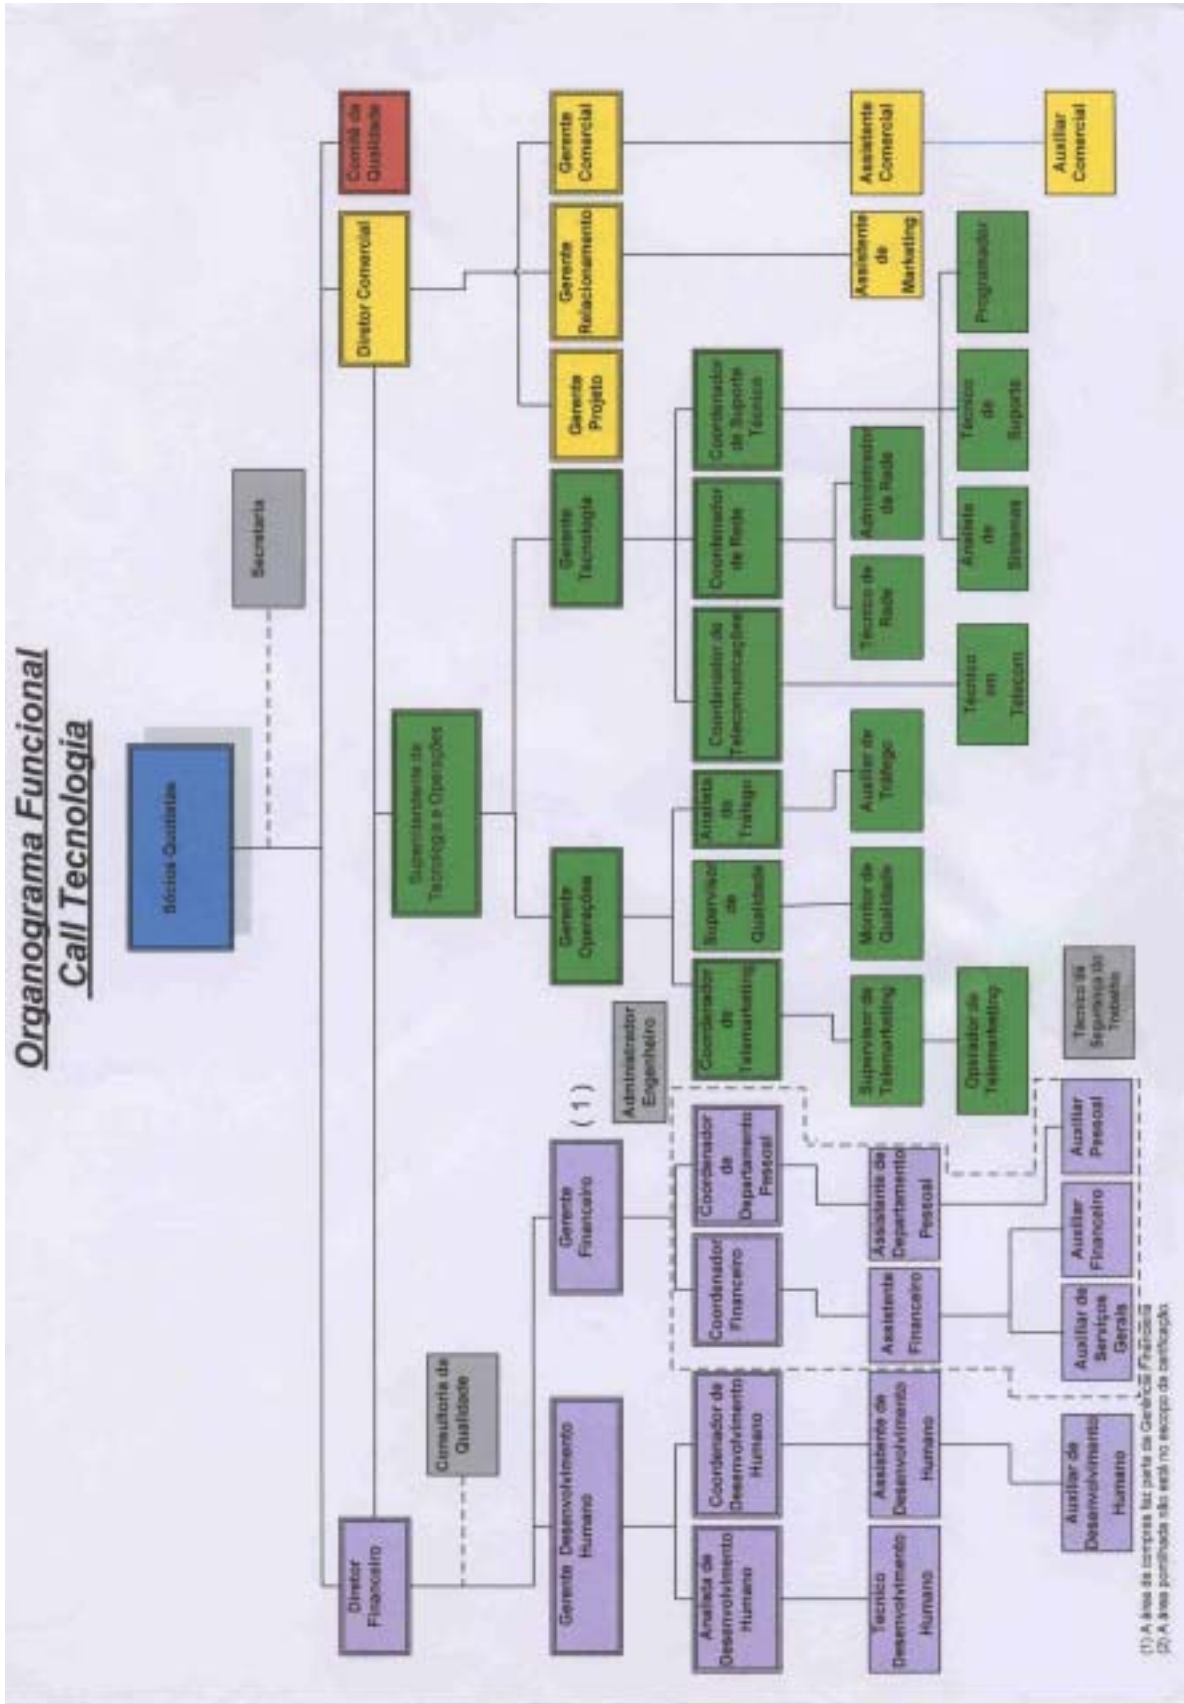 Organograma Funcional
Call Tecnologia
Sócios Quotistas
Secretaria
Diretor
Financeiro
Diretor Comercial
Comitê da
Qualidade
Superintendente de
Tecnologia e Operações
Consultoria da
Qualidade
Gerente Desenvolvimento
Humano
Gerente
Financeiro
(1)
Gerente
Operações
Gerente
Tecnologia
Gerente
Projeto
Gerente
Relacionamento
Gerente
Comercial
Administrador
Engenheiro
Analista de
Desenvolvimento
Humano
Coordenador de
Desenvolvimento
Humano
Coordenador
Financeiro
Coordenador
de
Departamento
Pessoal
Coordenador
de
Telemarketing
Supervisor
de
Qualidade
Analista
de
Tráfego
Coordenador de
Telecomunicações
Coordenador
de Rede
Coordenador
de Suporte
Técnico
Técnico
Desenvolvimento
Humano
Assistente de
Desenvolvimento
Humano
Assistente
Financeiro
Assistente de
Departamento
Pessoal
Supervisor de
Telemarketing
Monitor de
Qualidade
Auxiliar de
Tráfego
Técnico de
Rede
Administrador
de Rede
Assistente
de
Marketing
Assistente
Comercial
Operador de
Telemarketing
Técnico
em
Telecom
Analista
de
Sistemas
Técnico
de
Suporte
Programador
Auxiliar de
Desenvolvimento
Humano
Auxiliar de
Serviços
Gerais
Auxiliar
Financeiro
Auxiliar
Pessoal
Técnico de
Segurança do
Trabalho
Auxiliar
Comercial
(1) A área de compras faz parte da Gerência Financeira
(2) A área pontilhada não está no escopo da certificação.